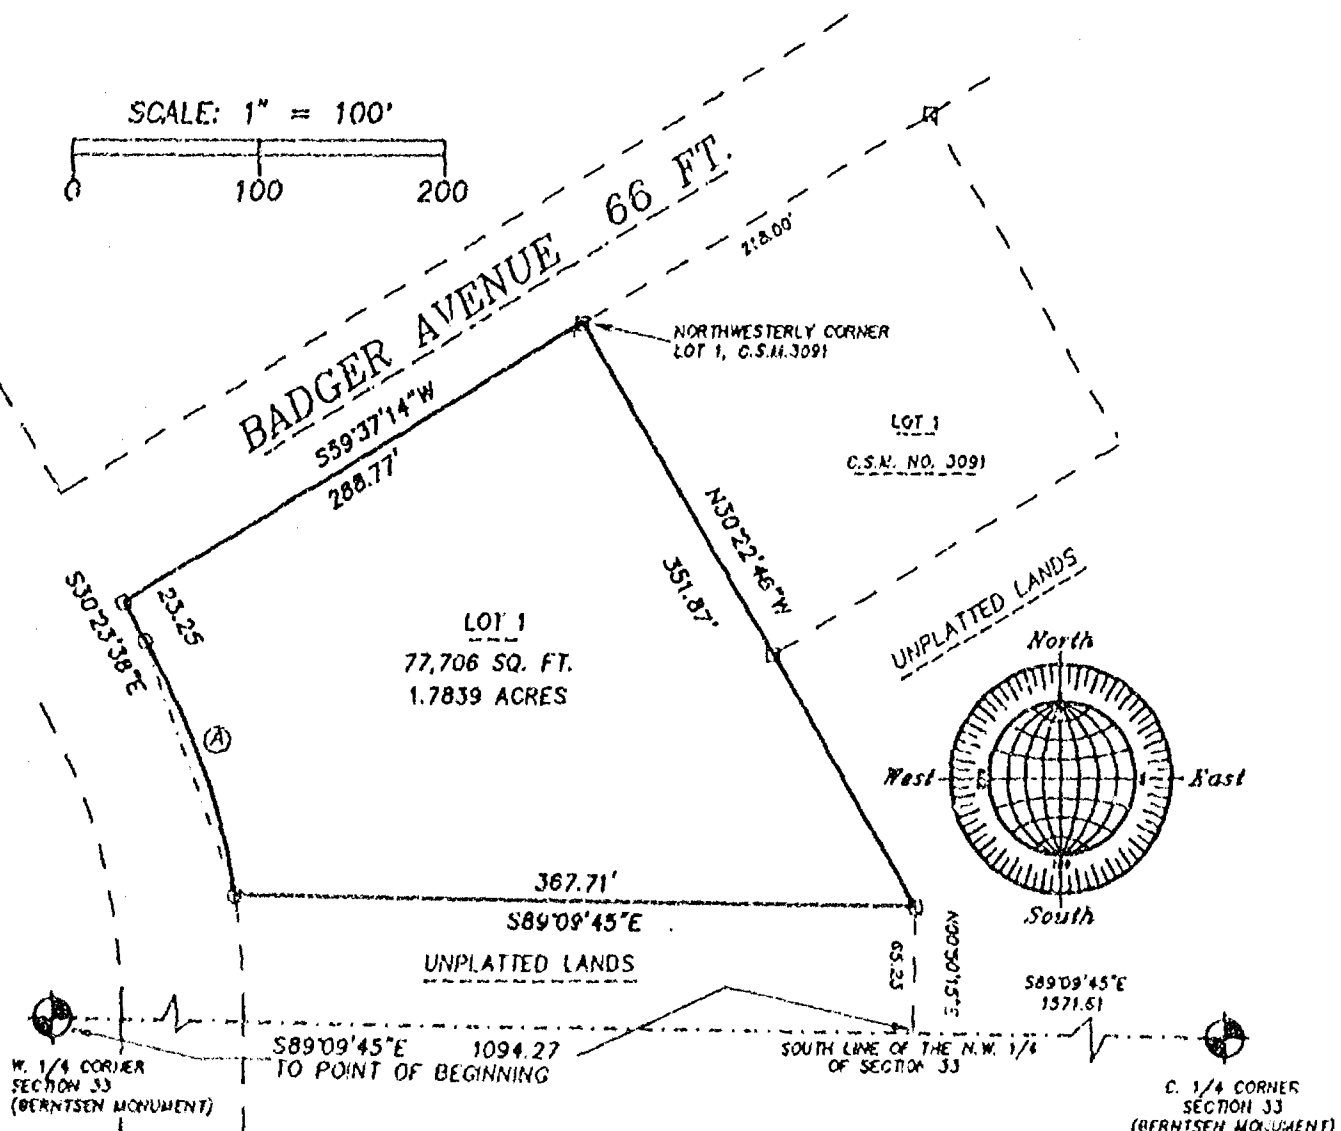 SCALE: 1" = 100'
0 100 200
BADGER AVENUE 66 FT.
218.00'
NORTHWESTERLY CORNER
LOT 1, C.S.M.3091
S59°37'14"W
288.77'
LOT 1
C.S.M. NO. 3091
N30°22'46"W
351.87'
S30°23'38"E
23.25
LOT 1
77,706 SQ. FT.
1.7839 ACRES
A
UNPLATTED LANDS
North
West
East
South
367.71'
S89°09'45"E
UNPLATTED LANDS
65.23
N00°50'15"E
S89°09'45"E
1371.61
S89°09'45"E 1094.27
TO POINT OF BEGINNING
SOUTH LINE OF THE N.W. 1/4
OF SECTION 33
W. 1/4 CORNER
SECTION 33
(BERNTSEN MONUMENT)
C. 1/4 CORNER
SECTION 33
(BERNTSEN MONUMENT)